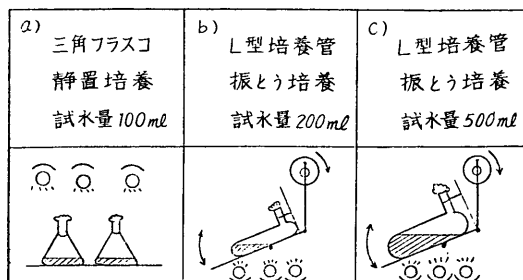 a)
三角フラスコ
静置培養
試水量100ml
b)
L型培養管
振とう培養
試水量200ml
c)
L型培養管
振とう培養
試水量500ml